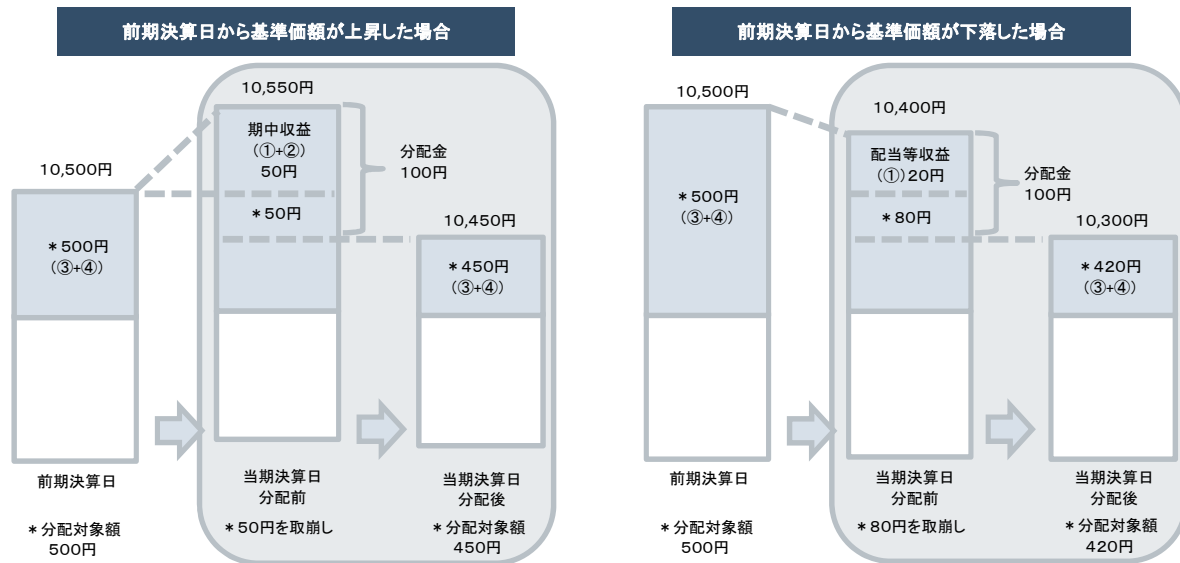 前期決算日から基準価額が上昇した場合
10,550円
10,500円
期中収益
(①+②)
50円
分配金
100円
*50円
10,450円
*500円
(③+④)
*450円
(③+④)
前期決算日
当期決算日
分配前
当期決算日
分配後
*分配対象額
500円
*50円を取崩し
*分配対象額
450円
前期決算日から基準価額が下落した場合
10,500円
10,400円
配当等収益
(①)20円
分配金
100円
*500円
(③+④)
*80円
10,300円
*420円
(③+④)
前期決算日
当期決算日
分配前
当期決算日
分配後
*分配対象額
500円
*80円を取崩し
*分配対象額
420円